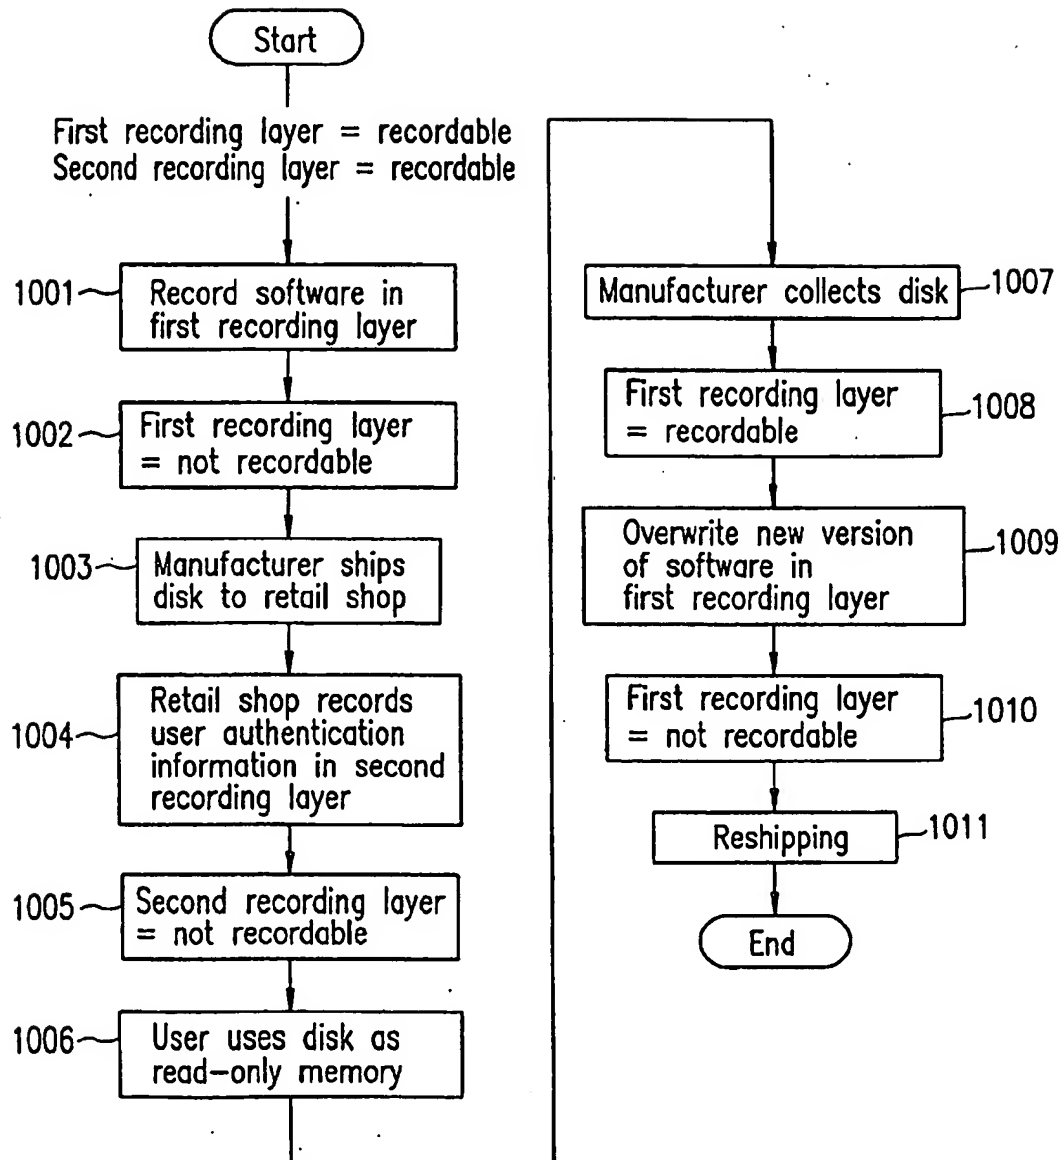 Start
First recording layer = recordable
Second recording layer = recordable
1001
Record software in
first recording layer
1002
First recording layer
= not recordable
1003
Manufacturer ships
disk to retail shop
1004
Retail shop records
user authentication
information in second
recording layer
1005
Second recording layer
= not recordable
1006
User uses disk as
read-only memory
Manufacturer collects disk
1007
First recording layer
= recordable
1008
Overwrite new version
of software in
first recording layer
1009
First recording layer
= not recordable
1010
Reshipping
1011
End